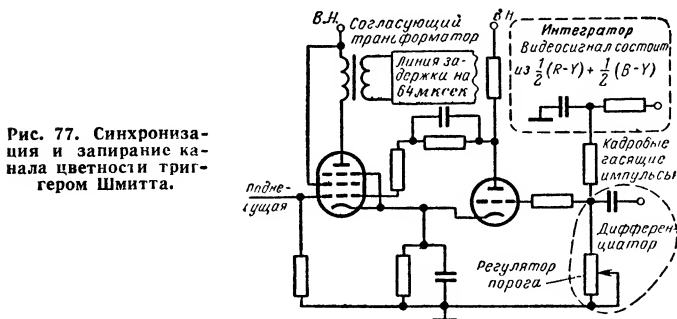 Рис. 77. Синхрониза-
ция и запирание ка-
нала цветности триг-
гером Шмитта.
В.Н.
Согласующий
трансформатор
Линия за-
держки на
64 мксек
В Н.
Интегратор
Видеосигнал состоит
из ½(R-Y) + ½(B-Y)
Кадровые
гасящие
импульсы
Дифферен-
циатор
Регулятор
порога
Подне-
сущая